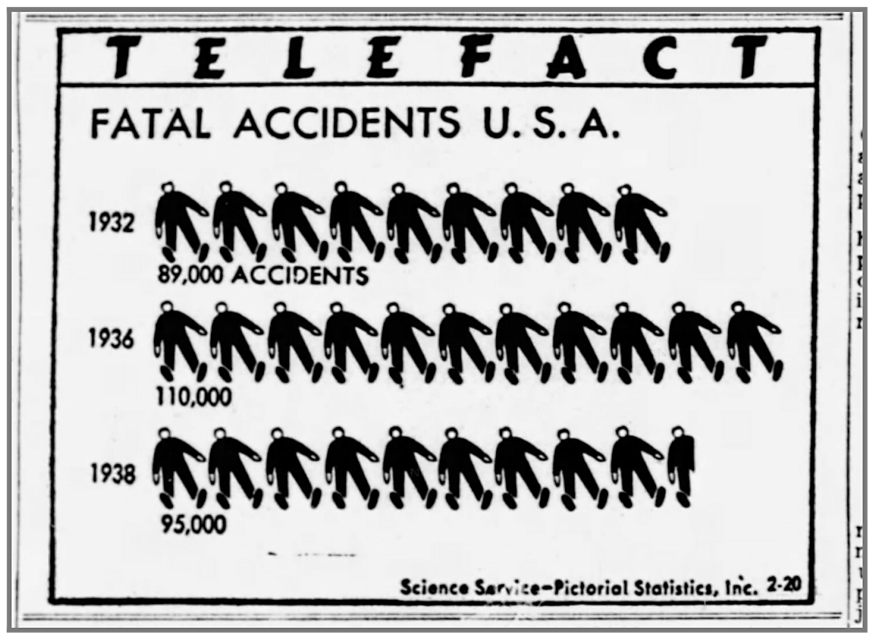 TELEFACT
FATAL ACCIDENTS U. S. A.
1932
89,000 ACCIDENTS
1936
110,000
1938
95,000
Science Service–Pictorial Statistics, Inc. 2-20